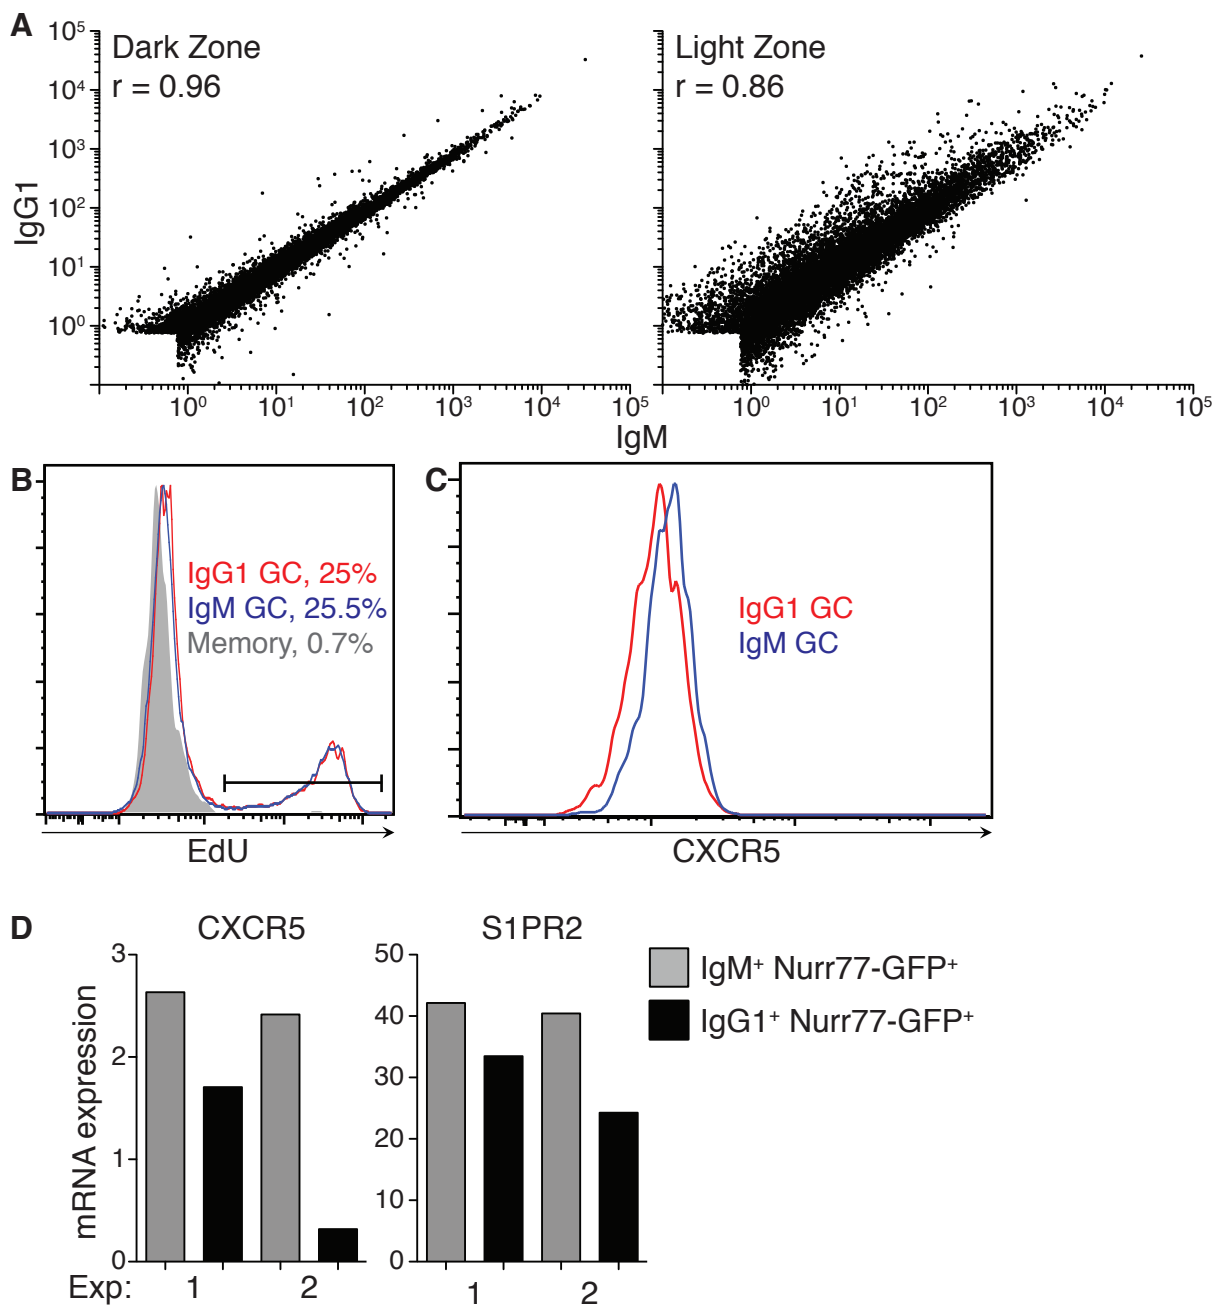 A
Dark Zone
r = 0.96
Light Zone
r = 0.86
IgG1
10⁵
10⁴
10³
10²
10¹
10⁰
10⁰ 10¹ 10² 10³ 10⁴ 10⁵
10⁰ 10¹ 10² 10³ 10⁴ 10⁵
IgM
B
IgG1 GC, 25%
IgM GC, 25.5%
Memory, 0.7%
EdU
C
IgG1 GC
IgM GC
CXCR5
D
CXCR5
mRNA expression
3
2
1
0
Exp: 1 2
S1PR2
50
40
30
20
10
0
1 2
IgM⁺ Nurr77-GFP⁺
IgG1⁺ Nurr77-GFP⁺